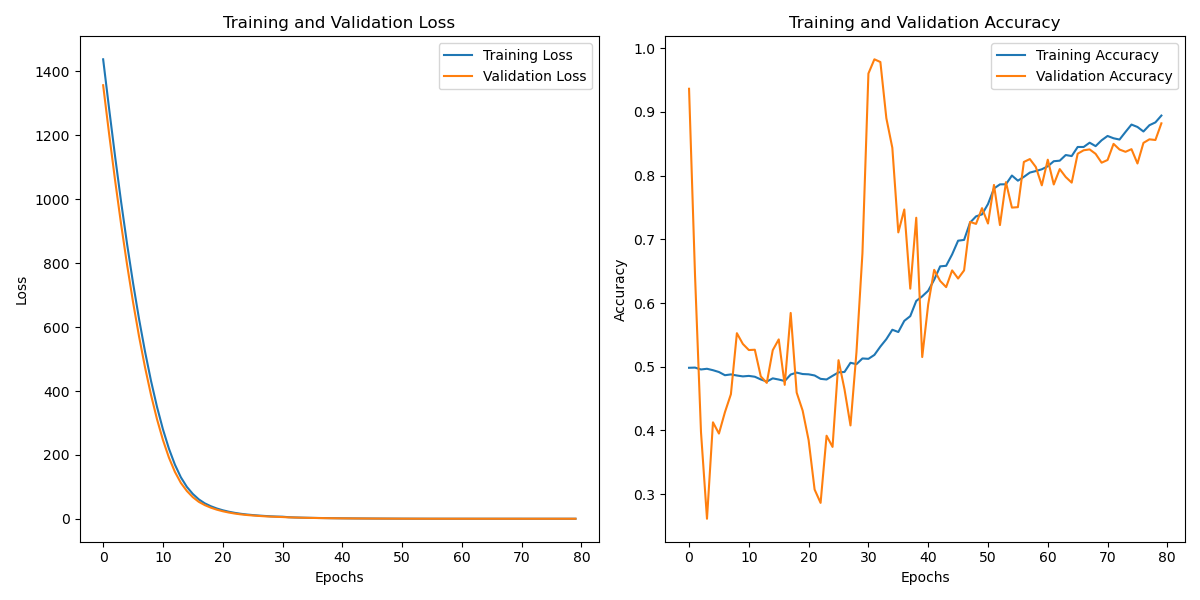 Training and Validation Loss
Training Loss
Validation Loss
1400
1200
1000
800
600
400
200
0
Loss
0 10 20 30 40 50 60 70 80
Epochs
Training and Validation Accuracy
Training Accuracy
Validation Accuracy
1.0
0.9
0.8
0.7
0.6
0.5
0.4
0.3
Accuracy
0 10 20 30 40 50 60 70 80
Epochs